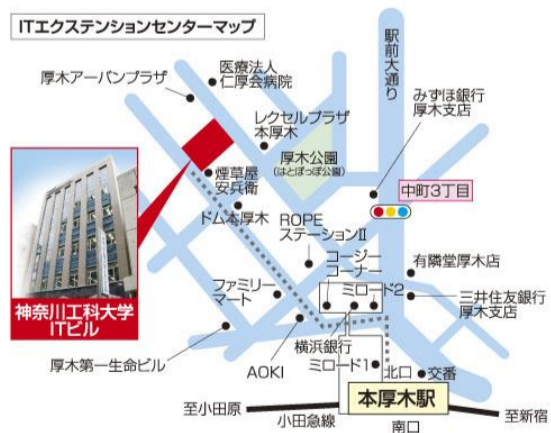 ITエクステンションセンターマップ
医療法人
仁厚会病院
厚木アーバンプラザ
駅前大通り
みずほ銀行
厚木支店
レクセルプラザ
本厚木
厚木公園
(はとぽっぽ公園)
煙草屋
安兵衛
中町3丁目
ドム本厚木
ROPE
ステーションII
コージー
コーナー
有隣堂厚木店
ファミリー
マート
ミロード2
三井住友銀行
厚木支店
神奈川工科大学
ITビル
横浜銀行
厚木第一生命ビル
AOKI
ミロード1
北口
交番
本厚木駅
至小田原
小田急線
南口
至新宿